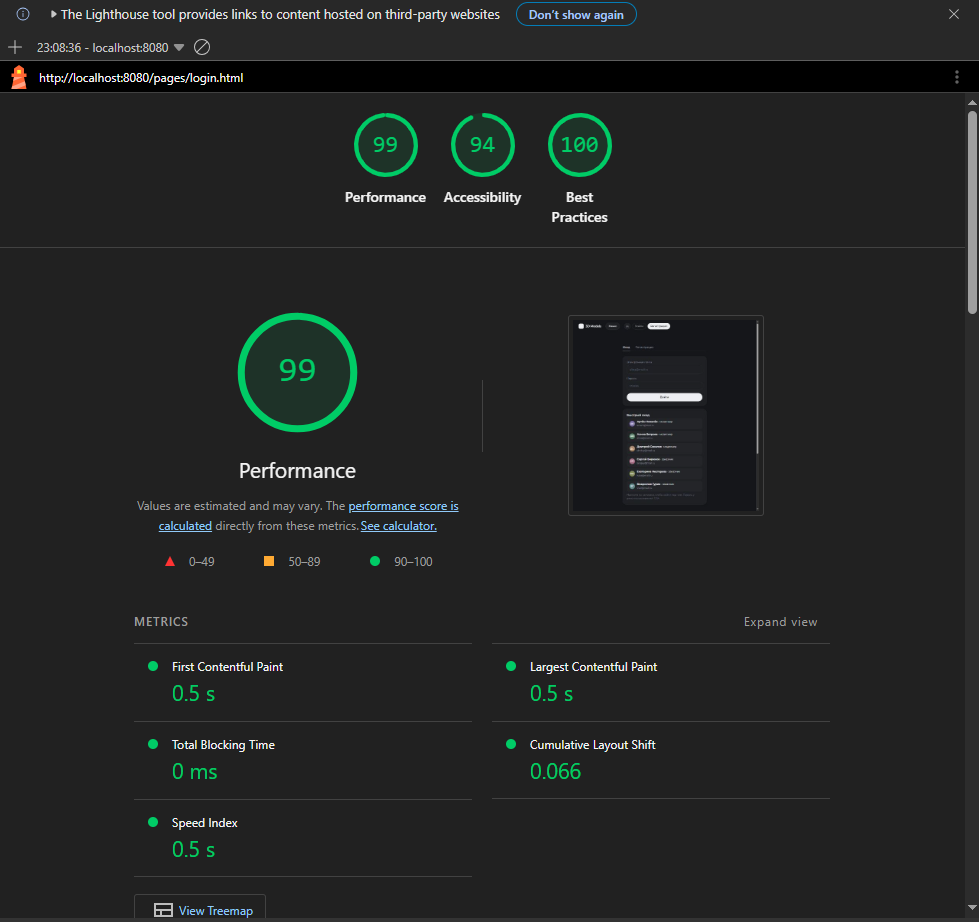 The Lighthouse tool provides links to content hosted on third-party websites
Don't show again
23:08:36 - localhost:8080
http://localhost:8080/pages/login.html
99
94
100
Performance
Accessibility
Best
Practices
99
Performance
Values are estimated and may vary. The performance score is
calculated directly from these metrics. See calculator.
0–49
50–89
90–100
METRICS
Expand view
First Contentful Paint
0.5 s
Largest Contentful Paint
0.5 s
Total Blocking Time
0 ms
Cumulative Layout Shift
0.066
Speed Index
0.5 s
View Treemap